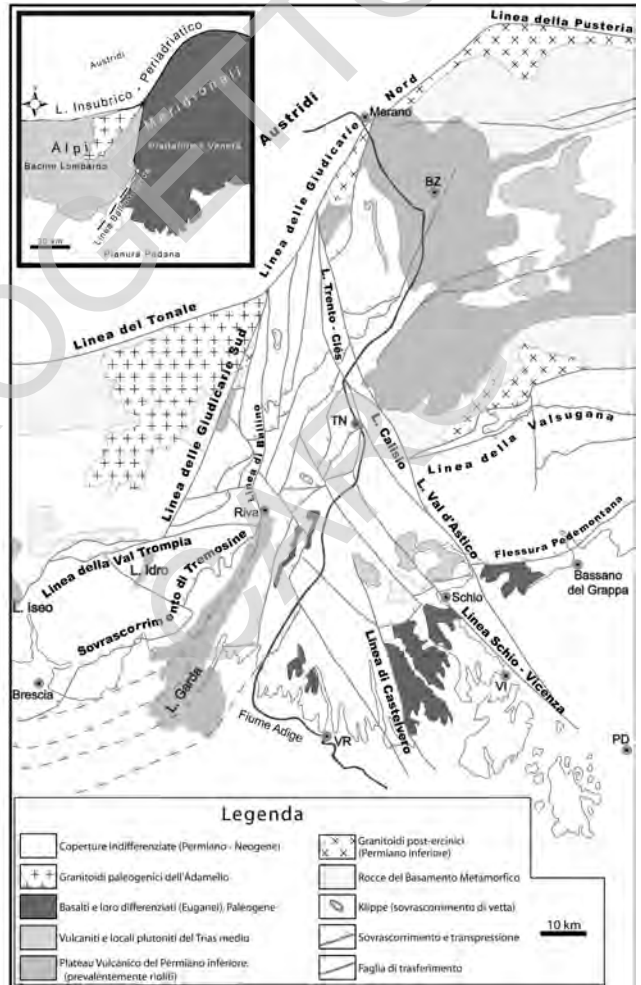 Linea della Pusteria
Austridi
L. Insubrico - Periadriatico
Meridionali
Alpi
Piattaforma Veneta
Bacino Lombardo
30 km
Pianura Padana
Austridi
Nord
Merano
BZ
Linea delle Giudicarie
L. Trento - Cles
Linea del Tonale
Linea delle Giudicarie Sud
Linea di Ballino
TN
L. Calisio
Linea della Valsugana
L. Val d'Astico
Riva
Flessura Pedemontana
Linea della Val Trompia
L. Idro
Bassano
del Grappa
L. Iseo
Sovrascorrimento di Tremosine
Schio
Linea Schio - Vicenza
Linea di Castelvero
Brescia
L. Garda
VI
Fiume Adige
VR
PD
Legenda
Coperture indifferenziate (Permiano - Neogene)
Granitoidi paleogenici dell'Adamello
Basalti e loro differenziati (Euganei), Paleogene
Vulcaniti e locali plutoniti del Trias medio
Plateau Vulcanico del Permiano inferiore.
(prevalentemente rioliti)
Granitoidi post-ercinici
(Permiano inferiore)
Rocce del Basamento Metamorfico
Klippe (sovrascorrimento di vetta)
Sovrascorrimento e transpressione
Faglia di trasferimento
10 km